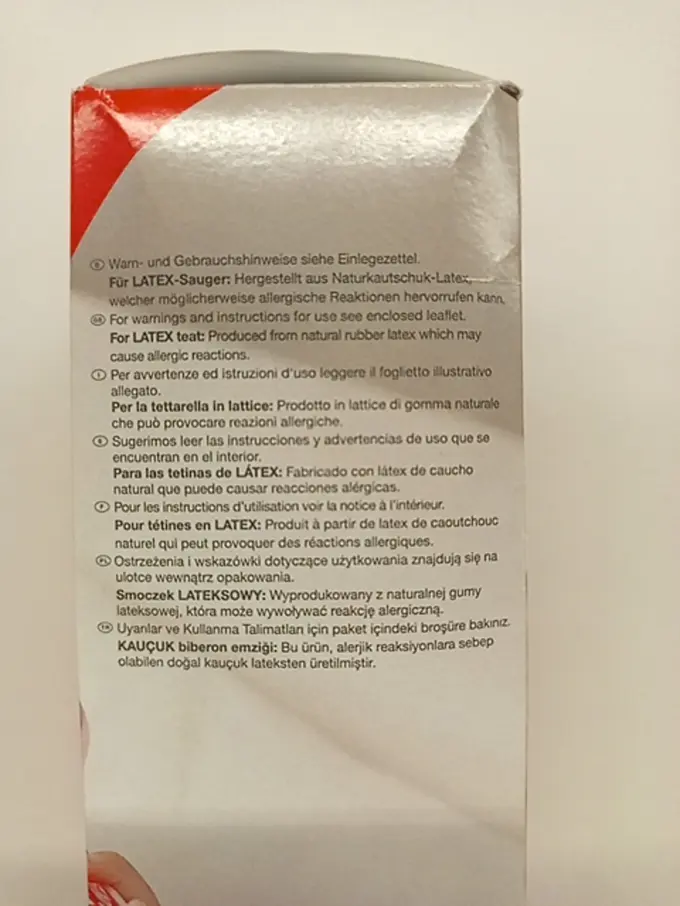 D Warn- und Gebrauchshinweise siehe Einlegezettel.
Für LATEX-Sauger: Hergestellt aus Naturkautschuk-Latex,
welcher möglicherweise allergische Reaktionen hervorrufen kann.
GB For warnings and instructions for use see enclosed leaflet.
For LATEX teat: Produced from natural rubber latex which may
cause allergic reactions.
I Per avvertenze ed istruzioni d'uso leggere il foglietto illustrativo
allegato.
Per la tettarella in lattice: Prodotto in lattice di gomma naturale
che può provocare reazioni allergiche.
E Sugerimos leer las instrucciones y advertencias de uso que se
encuentran en el interior.
Para las tetinas de LÁTEX: Fabricado con látex de caucho
natural que puede causar reacciones alérgicas.
F Pour les instructions d'utilisation voir la notice à l'intérieur.
Pour tétines en LATEX: Produit à partir de latex de caoutchouc
naturel qui peut provoquer des réactions allergiques.
PL Ostrzeżenia i wskazówki dotyczące użytkowania znajdują się na
ulotce wewnątrz opakowania.
Smoczek LATEKSOWY: Wyprodukowany z naturalnej gumy
lateksowej, która może wywoływać reakcję alergiczną.
TR Uyarılar ve Kullanma Talimatları için paket içindeki broşüre bakınız.
KAUÇUK biberon emziği: Bu ürün, alerjik reaksiyonlara sebep
olabilen doğal kauçuk lateksten üretilmiştir.